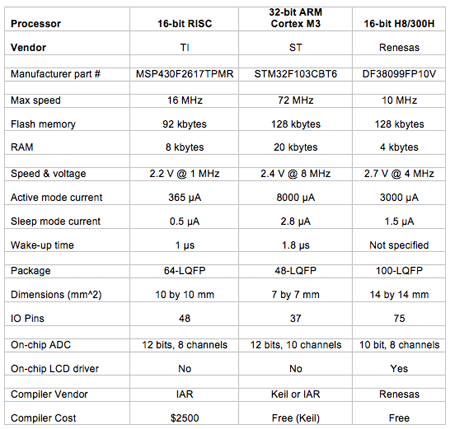 Processor 16-bit RISC 32-bit ARM Cortex M3 16-bit H8/300H
Vendor TI ST Renesas
Manufacturer part # MSP430F2617TPMR STM32F103CBT6 DF38099FP10V
Max speed 16 MHz 72 MHz 10 MHz
Flash memory 92 kbytes 128 kbytes 128 kbytes
RAM 8 kbytes 20 kbytes 4 kbytes
Speed & voltage 2.2 V @ 1 MHz 2.4 V @ 8 MHz 2.7 V @ 4 MHz
Active mode current 365 µA 8000 µA 3000 µA
Sleep mode current 0.5 µA 2.8 µA 1.5 µA
Wake-up time 1 µs 1.8 µs Not specified
Package 64-LQFP 48-LQFP 100-LQFP
Dimensions (mm^2) 10 by 10 mm 7 by 7 mm 14 by 14 mm
IO Pins 48 37 75
On-chip ADC 12 bits, 8 channels 12 bits, 10 channels 10 bit, 8 channels
On-chip LCD driver No No Yes
Compiler Vendor IAR Keil or IAR Renesas
Compiler Cost $2500 Free (Keil) Free